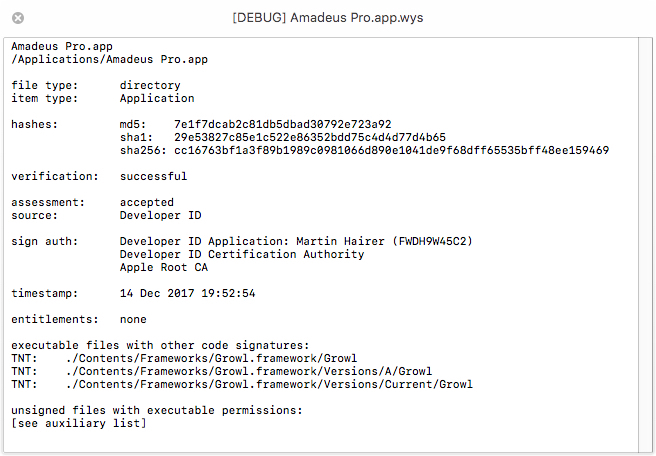 [DEBUG] Amadeus Pro.app.wys
Amadeus Pro.app
/Applications/Amadeus Pro.app
file type: directory
item type: Application
hashes: md5: 7e1f7dcab2c81db5dbad30792e723a92
sha1: 29e53827c85e1c522e86352bdd75c4d4d77d4b65
sha256: cc16763bf1a3f89b1989c0981066d890e1041de9f68dff65535bff48ee159469
verification: successful
assessment: accepted
source: Developer ID
sign auth: Developer ID Application: Martin Hairer (FWDH9W45C2)
Developer ID Certification Authority
Apple Root CA
timestamp: 14 Dec 2017 19:52:54
entitlements: none
executable files with other code signatures:
TNT: ./Contents/Frameworks/Growl.framework/Growl
TNT: ./Contents/Frameworks/Growl.framework/Versions/A/Growl
TNT: ./Contents/Frameworks/Growl.framework/Versions/Current/Growl
unsigned files with executable permissions:
[see auxiliary list]